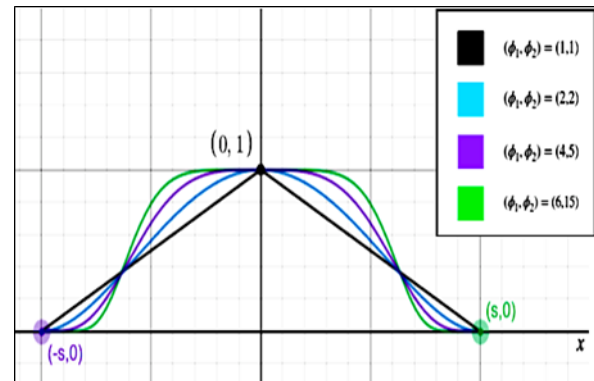 (ϕ₁, ϕ₂) = (1,1)
(ϕ₁, ϕ₂) = (2,2)
(ϕ₁, ϕ₂) = (4,5)
(ϕ₁, ϕ₂) = (6,15)
(0, 1)
(s,0)
x
(-s,0)